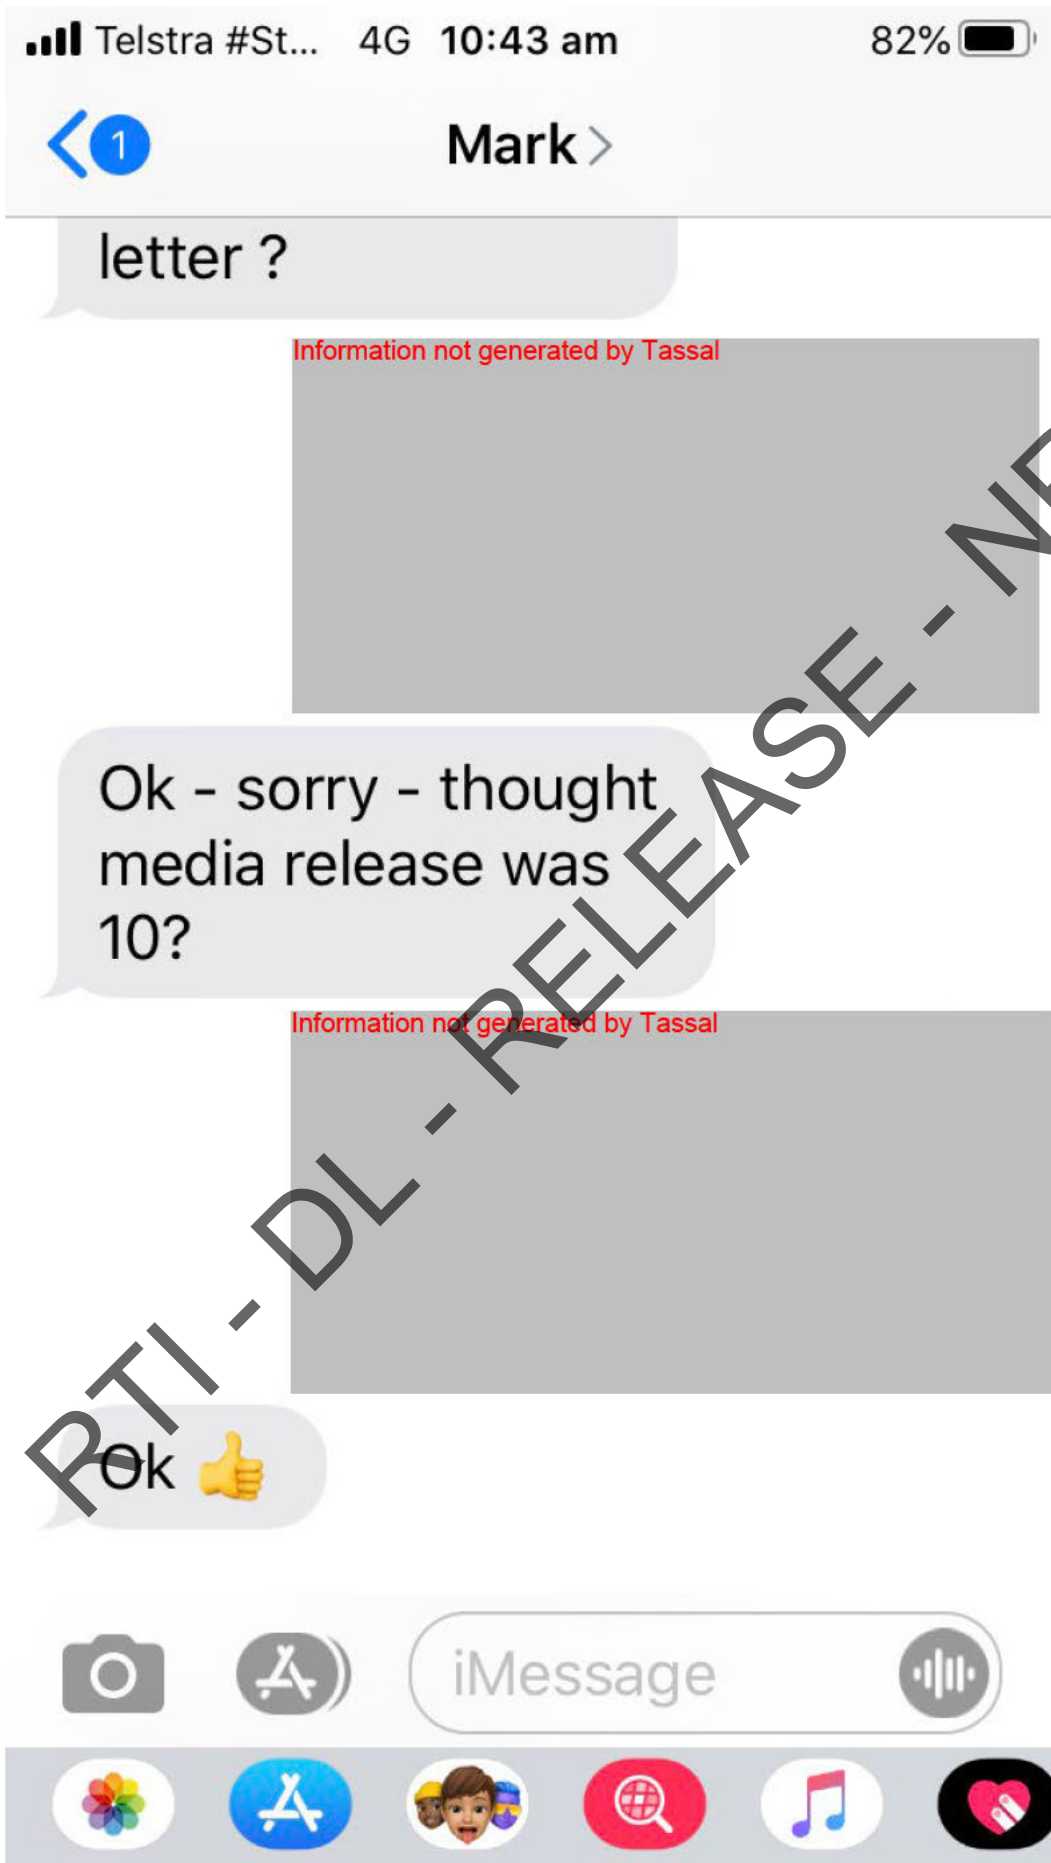 Telstra #St... 4G 10:43 am 82%
1 Mark
letter ?
Information not generated by Tassal
Ok - sorry - thought
media release was
10?
Information not generated by Tassal
Ok 👍
iMessage
RTI - DL - RELEASE -